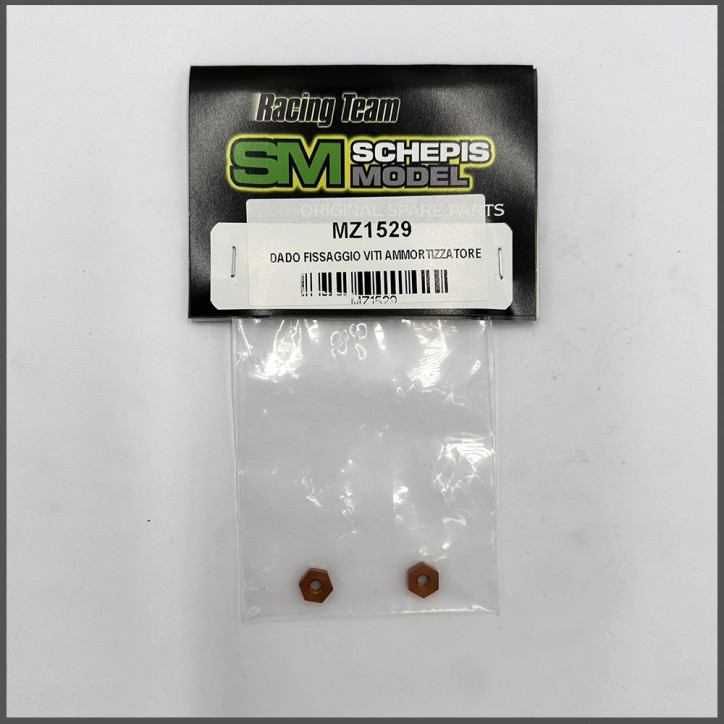 Racing Team
SM SCHEPIS
MODEL
ORIGINAL SPARE PARTS
MZ1529
DADO FISSAGGIO VITI AMMORTIZZATORE
MZ1529